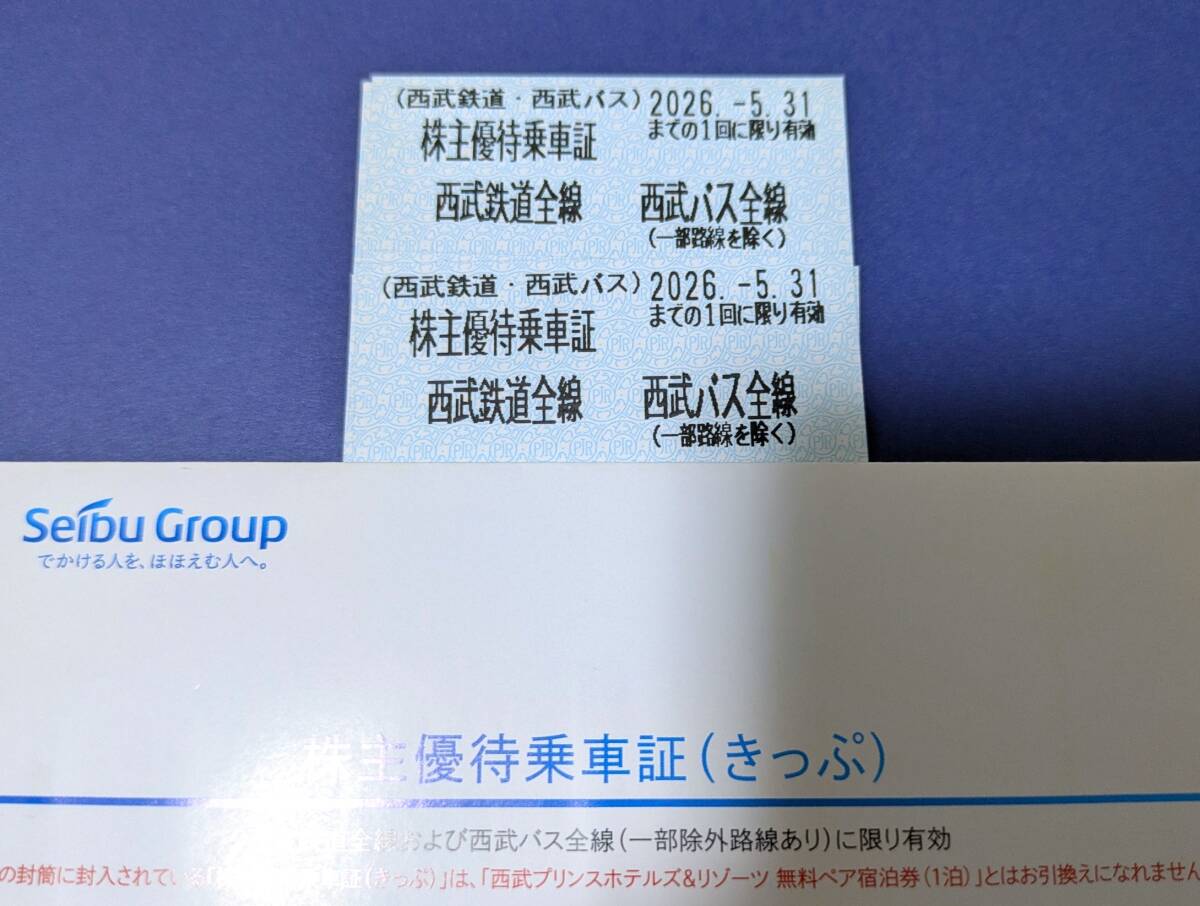 (西武鉄道・西武バス) 2026.-5.31
株主優待乗車証 までの1回に限り有効
西武鉄道全線 西武バス全線
(一部路線を除く)
(西武鉄道・西武バス) 2026.-5.31
株主優待乗車証 までの1回に限り有効
西武鉄道全線 西武バス全線
(一部路線を除く)
Seibu Group
でかける人を、ほほえむ人へ。
株主優待乗車証(きっぷ)
道全線および西武バス全線(一部除外路線あり)に限り有効
の封筒に封入されている「 車証(きっぷ)」は、「西武プリンスホテルズ&リゾーツ 無料ペア宿泊券(1泊)」とはお引換えになれません